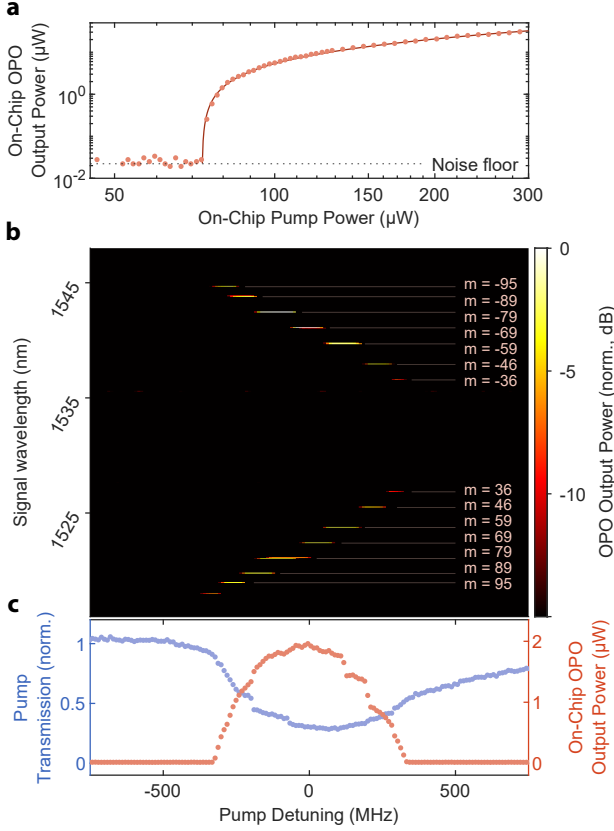 a
On-Chip OPO
Output Power (μW)
10⁰
10⁻²
Noise floor
50
100
150
200
300
On-Chip Pump Power (μW)
b
Signal wavelength (nm)
1545
1535
1525
m = -95
m = -89
m = -79
m = -69
m = -59
m = -46
m = -36
m = 36
m = 46
m = 59
m = 69
m = 79
m = 89
m = 95
0
-5
-10
OPO Output Power (norm., dB)
c
Pump
Transmission (norm.)
1
0.5
0
2
1
0
On-Chip OPO
Output Power (μW)
-500
0
500
Pump Detuning (MHz)